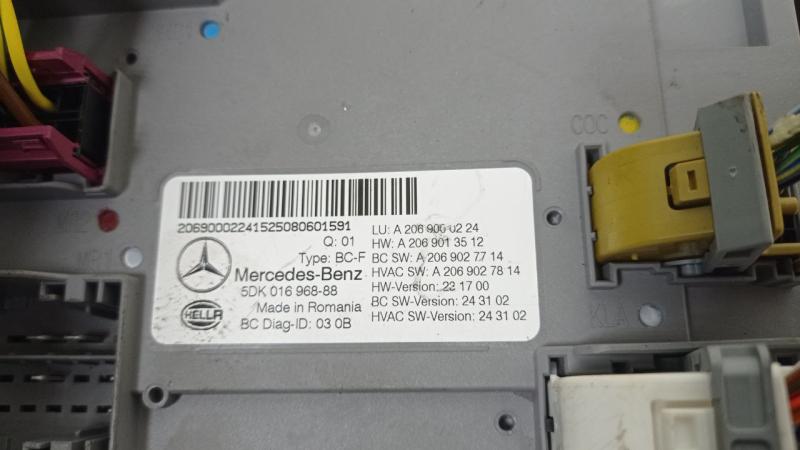 COC
20690002241525080601591
Q: 01
Type: BC-F
Mercedes-Benz
5DK 016 968-88
Made in Romania
HELLA
BC Diag-ID: 03 0B
LU: A 206 900 02 24
HW: A 206 901 35 12
BC SW: A 206 902 77 14
HVAC SW: A 206 902 78 14
HW-Version: 22 17 00
BC SW-Version: 24 31 02
HVAC SW-Version: 24 31 02
KLA